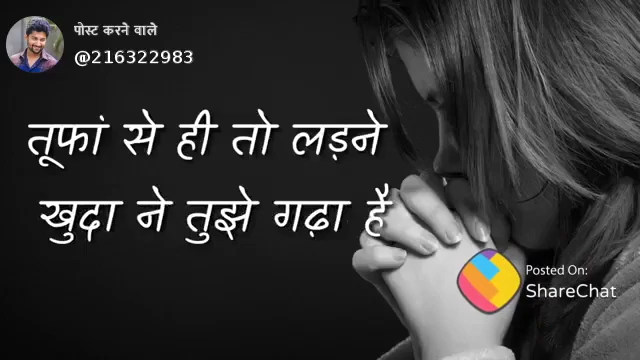 पोस्ट करने वाले
@216322983
तूफां से ही तो लड़ने
खुदा ने तुझे गढ़ा है
Posted On:
ShareChat